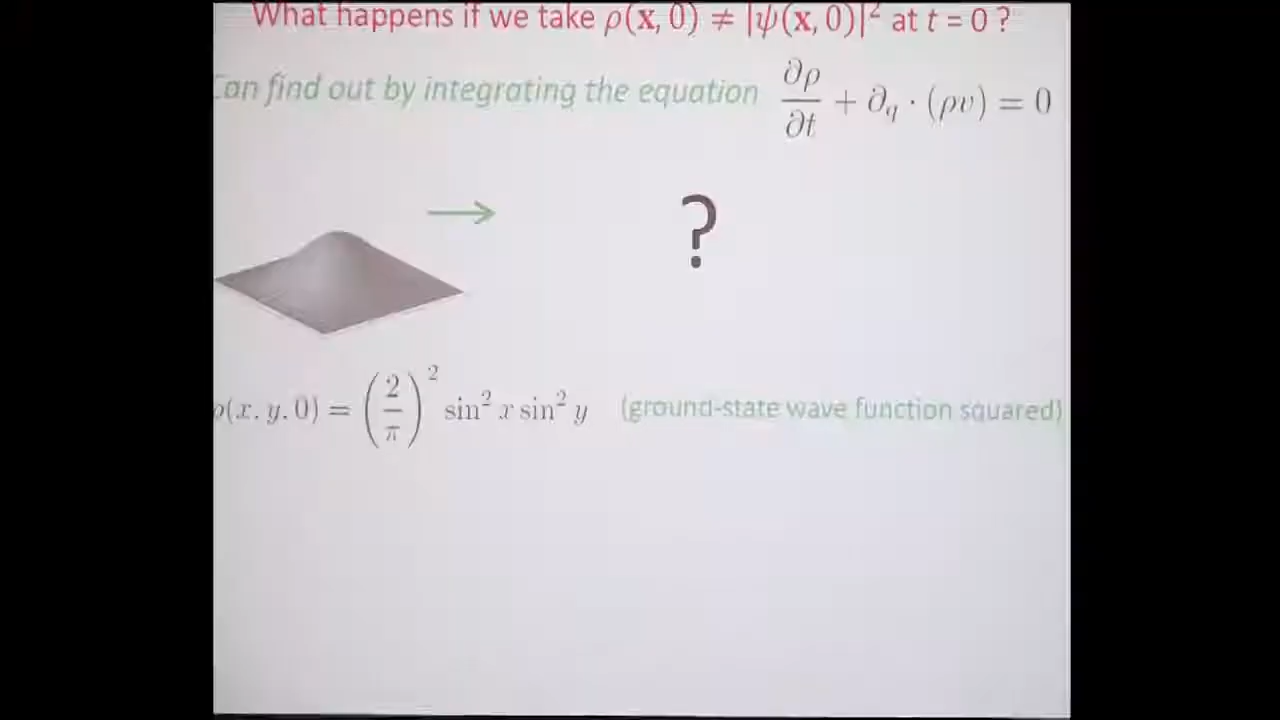 What happens if we take ρ(x, 0) ≠ |ψ(x, 0)|² at t = 0 ?
Can find out by integrating the equation ∂ρ/∂t + ∂_q · (ρv) = 0
?
ρ(x, y, 0) = (2/π)² sin² x sin² y (ground-state wave function squared)